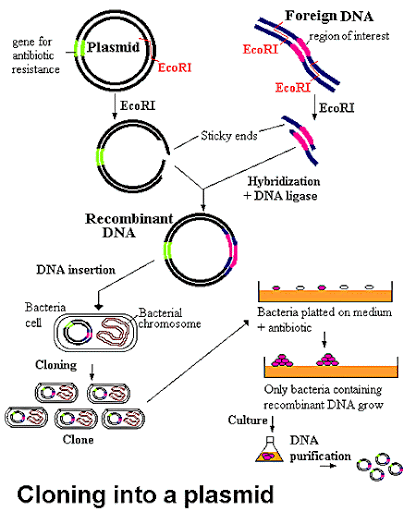 gene for
antibiotic
resistance
Plasmid
EcoRI
EcoRI
Foreign DNA
region of interest
EcoRI
EcoRI
EcoRI
Sticky ends
Hybridization
+ DNA ligase
Recombinant
DNA
DNA insertion
Bacteria
cell
Bacterial
chromosome
Cloning
Clone
Bacteria platted on medium
+ antibiotic
Only bacteria containing
recombinant DNA grow
Culture
DNA
purification
Cloning into a plasmid